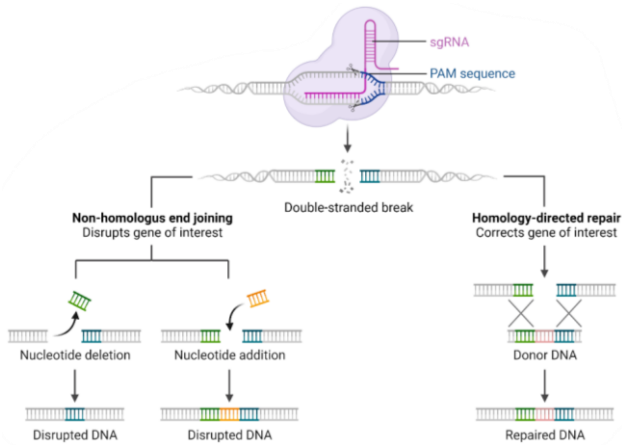 sgRNA
PAM sequence
Double-stranded break
Non-homologus end joining
Disrupts gene of interest
Homology-directed repair
Corrects gene of interest
Nucleotide deletion
Nucleotide addition
Donor DNA
Disrupted DNA
Disrupted DNA
Repaired DNA